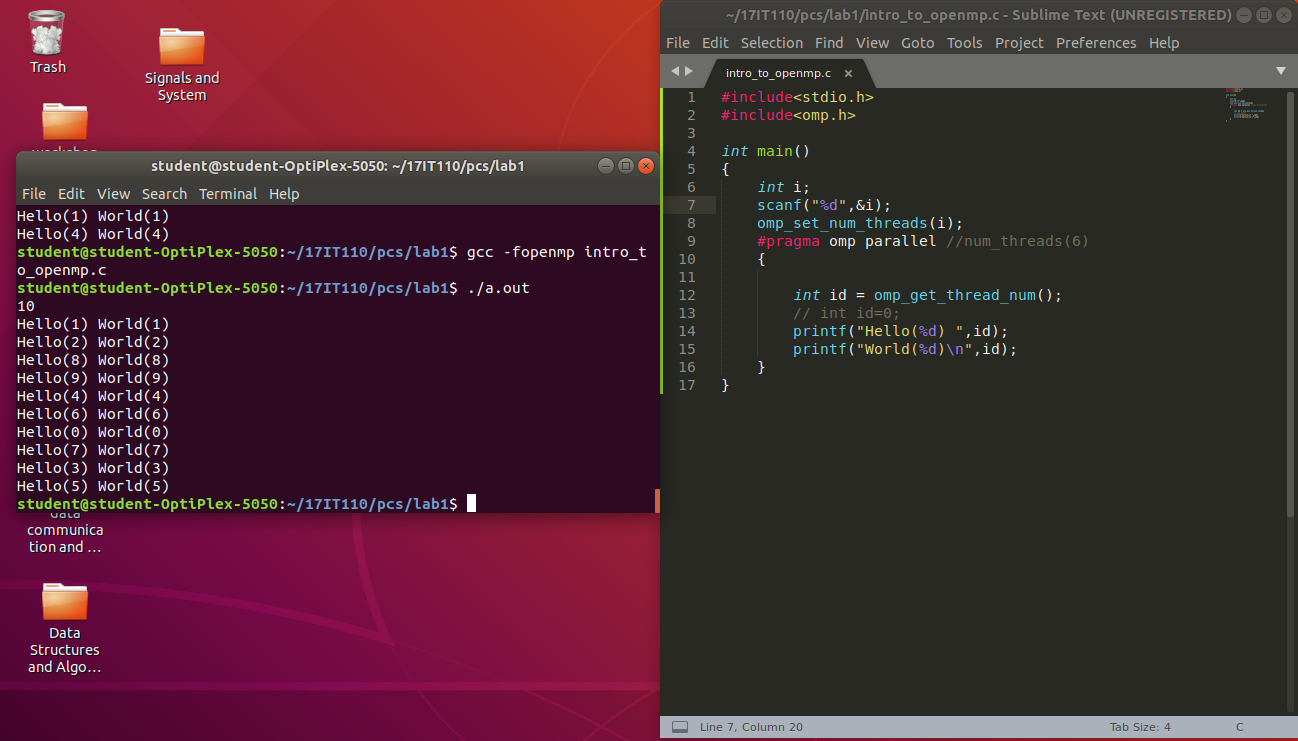 Trash
Signals and
System
student@student-OptiPlex-5050: ~/17IT110/pcs/lab1
File Edit View Search Terminal Help
Hello(1) World(1)
Hello(4) World(4)
student@student-OptiPlex-5050:~/17IT110/pcs/lab1$ gcc -fopenmp intro_t
o_openmp.c
student@student-OptiPlex-5050:~/17IT110/pcs/lab1$ ./a.out
10
Hello(1) World(1)
Hello(2) World(2)
Hello(8) World(8)
Hello(9) World(9)
Hello(4) World(4)
Hello(6) World(6)
Hello(0) World(0)
Hello(7) World(7)
Hello(3) World(3)
Hello(5) World(5)
student@student-OptiPlex-5050:~/17IT110/pcs/lab1$
data
communica
tion and ...
Data
Structures
and Algo...
~/17IT110/pcs/lab1/intro_to_openmp.c - Sublime Text (UNREGISTERED)
File Edit Selection Find View Goto Tools Project Preferences Help
intro_to_openmp.c
1 #include<stdio.h>
2 #include<omp.h>
3
4 int main()
5 {
6 int i;
7 scanf("%d",&i);
8 omp_set_num_threads(i);
9 #pragma omp parallel //num_threads(6)
10 {
11
12 int id = omp_get_thread_num();
13 // int id=0;
14 printf("Hello(%d) ",id);
15 printf("World(%d)\n",id);
16 }
17 }
Line 7, Column 20
Tab Size: 4
C